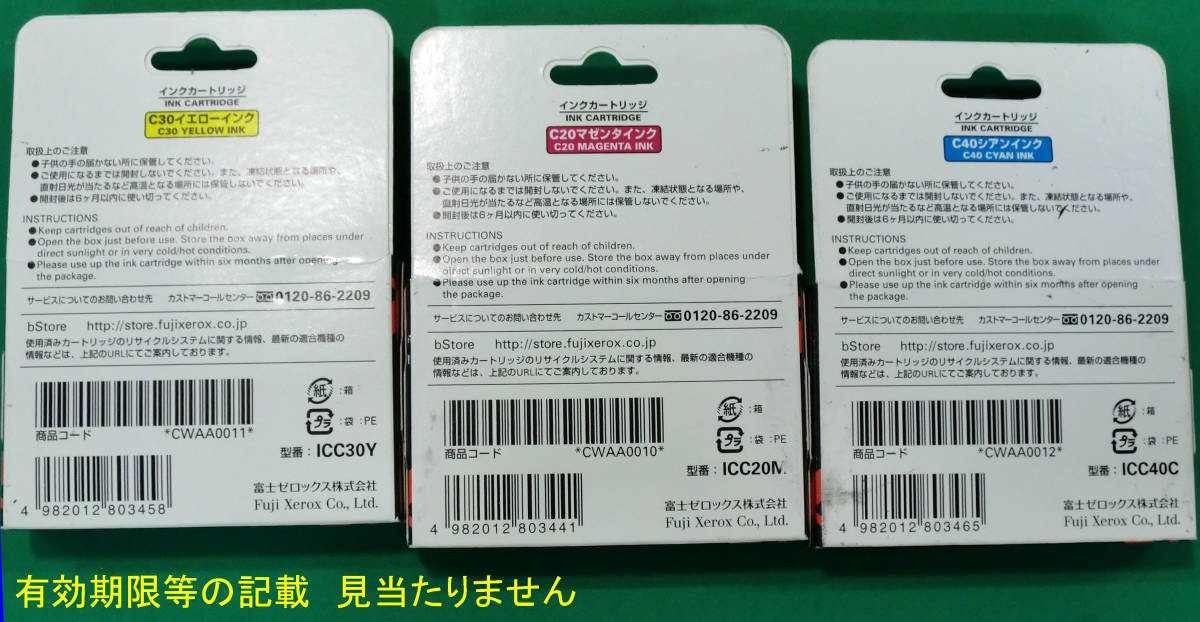 インクカートリッジ
INK CARTRIDGE
C30イエローインク
C30 YELLOW INK
取扱上のご注意
●子供の手の届かない所に保管してください。
●ご使用になるまでは開封しないでください。また、凍結状態となる場所や、
直射日光が当たるなど高温となる場所には保管しないでください。
●開封後は6ヶ月以内に使い切ってください。
INSTRUCTIONS
●Keep cartridges out of reach of children.
●Open the box just before use. Store the box away from places under
direct sunlight or in very cold/hot conditions.
●Please use up the ink cartridge within six months after opening
the package.
サービスについてのお問い合わせ先 カストマーコールセンター 0120-86-2209
bStore http://store.fujixerox.co.jp
使用済みカートリッジのリサイクルシステムに関する情報、最新の適合機種の
情報などは、上記のURLにてご案内しております。
紙 :箱
プラ :袋 :PE
商品コード *CWAA0011*
型番：ICC30Y
4 982012 803458
富士ゼロックス株式会社
Fuji Xerox Co., Ltd.
インクカートリッジ
INK CARTRIDGE
C20マゼンタインク
C20 MAGENTA INK
取扱上のご注意
●子供の手の届かない所に保管してください。
●ご使用になるまでは開封しないでください。また、凍結状態となる場所や、
直射日光が当たるなど高温となる場所には保管しないでください。
●開封後は6ヶ月以内に使い切ってください。
INSTRUCTIONS
●Keep cartridges out of reach of children.
●Open the box just before use. Store the box away from places under
direct sunlight or in very cold/hot conditions.
●Please use up the ink cartridge within six months after opening
the package.
サービスについてのお問い合わせ先 カストマーコールセンター 0120-86-2209
bStore http://store.fujixerox.co.jp
使用済みカートリッジのリサイクルシステムに関する情報、最新の適合機種の
情報などは、上記のURLにてご案内しております。
紙 :箱
プラ :袋 :PE
商品コード *CWAA0010*
型番：ICC20M
4 982012 803441
富士ゼロックス株式会社
Fuji Xerox Co., Ltd.
インクカートリッジ
INK CARTRIDGE
C40シアンインク
C40 CYAN INK
取扱上のご注意
●子供の手の届かない所に保管してください。
●ご使用になるまでは開封しないでください。また、凍結状態となる場所や、
直射日光が当たるなど高温となる場所には保管しないでください。
●開封後は6ヶ月以内に使い切ってください。
INSTRUCTIONS
●Keep cartridges out of reach of children.
●Open the box just before use. Store the box away from places under
direct sunlight or in very cold/hot conditions.
●Please use up the ink cartridge within six months after opening
the package.
サービスについてのお問い合わせ先 カストマーコールセンター 0120-86-2209
bStore http://store.fujixerox.co.jp
使用済みカートリッジのリサイクルシステムに関する情報、最新の適合機種の
情報などは、上記のURLにてご案内しております。
紙 :箱
プラ :袋 :PE
商品コード *CWAA0012*
型番：ICC40C
4 982012 803465
富士ゼロックス株式会社
Fuji Xerox Co., Ltd.
有効期限等の記載 見当たりません